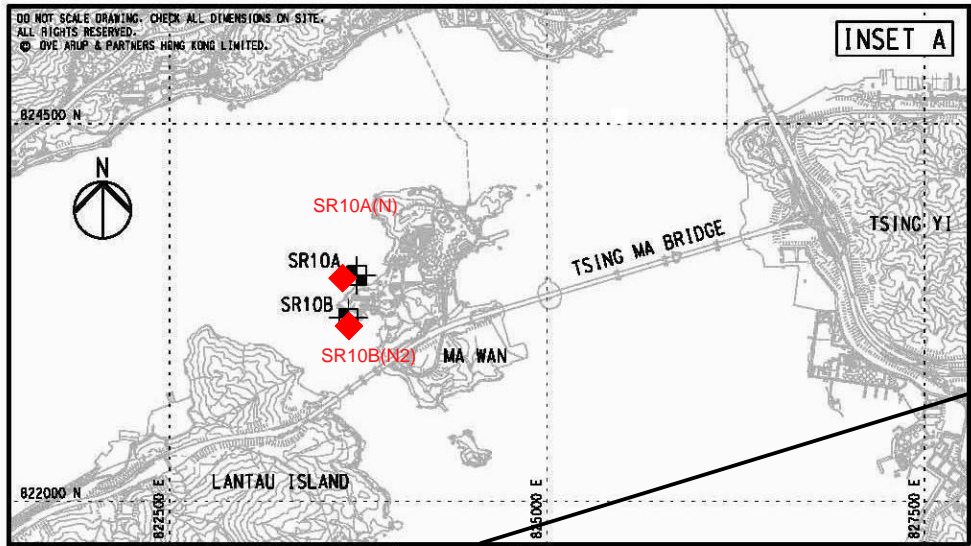 DO NOT SCALE DRAWING. CHECK ALL DIMENSIONS ON SITE.
ALL RIGHTS RESERVED.
© OVE ARUP & PARTNERS HONG KONG LIMITED.
INSET A
824500 N
N
SR10A(N)
TSING YI
TSING MA BRIDGE
SR10A
SR10B
SR10B(N2)
MA WAN
LANTAU ISLAND
822000 N
822500 E
825000 E
827500 E